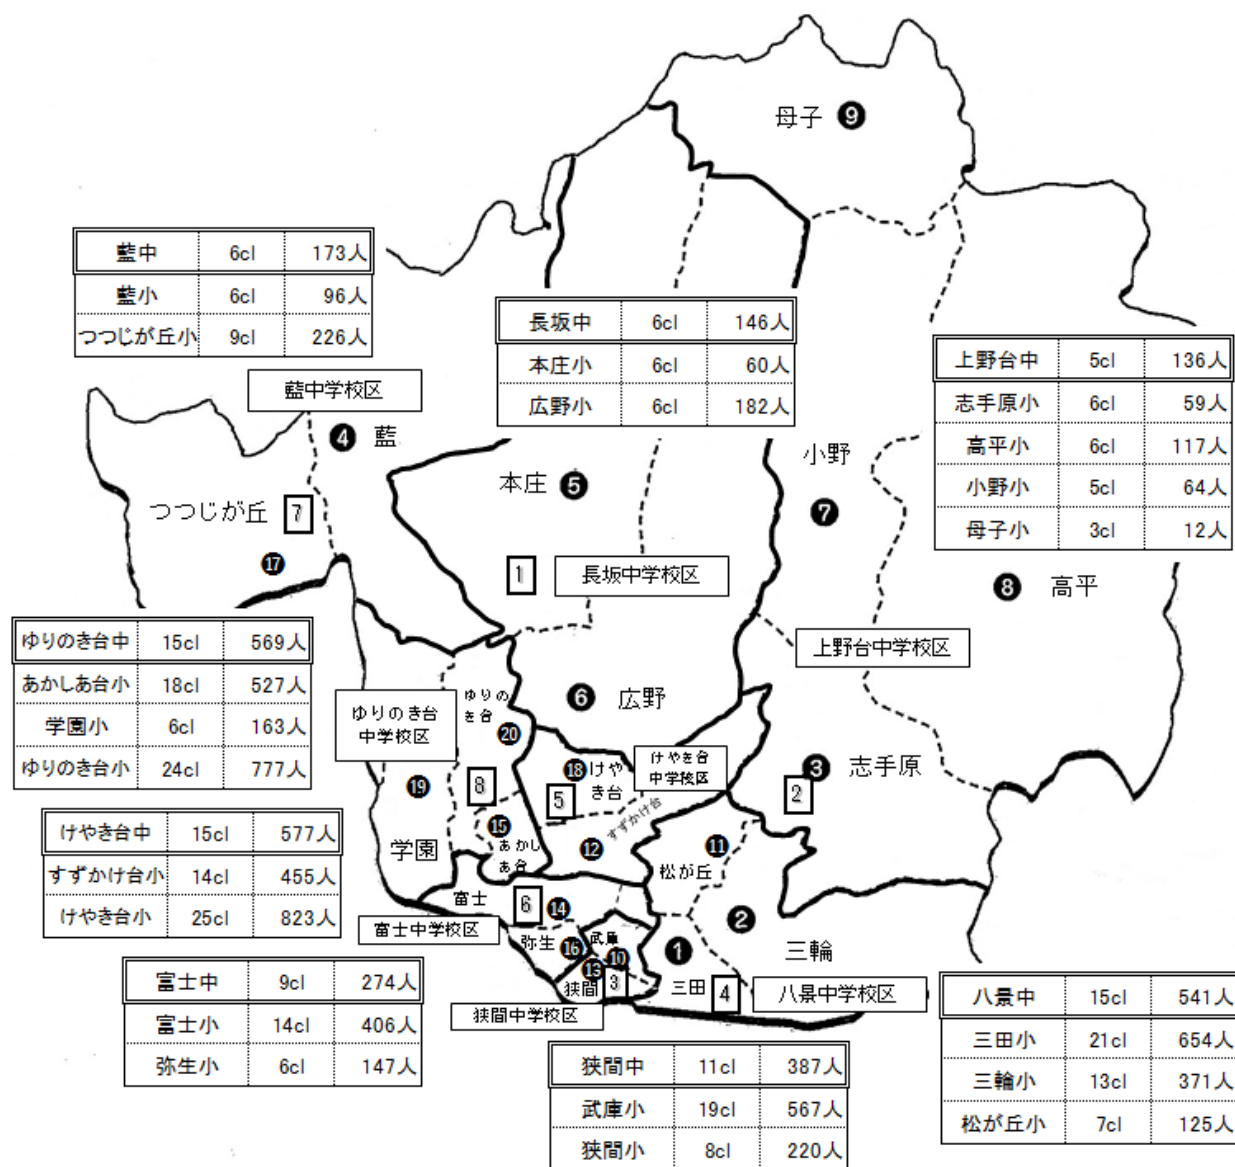 母子 ❾
藍中 6cl 173人
藍小 6cl 96人
つつじが丘小 9cl 226人
長坂中 6cl 146人
本庄小 6cl 60人
広野小 6cl 182人
上野台中 5cl 136人
志手原小 6cl 59人
高平小 6cl 117人
小野小 5cl 64人
母子小 3cl 12人
藍中学校区
❹ 藍
つつじが丘 7
⓱
本庄 ❺
1 長坂中学校区
小野
❼
❽ 高平
上野台中学校区
❻ 広野
ゆりのき台中 15cl 569人
あかしあ台小 18cl 527人
学園小 6cl 163人
ゆりのき台小 24cl 777人
ゆりのき台
中学校区
ゆりの
き台
⓴
⓳
8
⓯
あかし
あ台
学園
⓲ けや
き台
5
けやき台
中学校区
すずかけ台
⓬
❸ 志手原
2
⓫
松が丘
❷
三輪
❶
三田 4
八景中学校区
けやき台中 15cl 577人
すずかけ台小 14cl 455人
けやき台小 25cl 823人
富士 6 ⓮
富士中学校区
弥生 ⓰
武庫
❿
⓭
狭間 3
狭間中学校区
富士中 9cl 274人
富士小 14cl 406人
弥生小 6cl 147人
狭間中 11cl 387人
武庫小 19cl 567人
狭間小 8cl 220人
八景中 15cl 541人
三田小 21cl 654人
三輪小 13cl 371人
松が丘小 7cl 125人